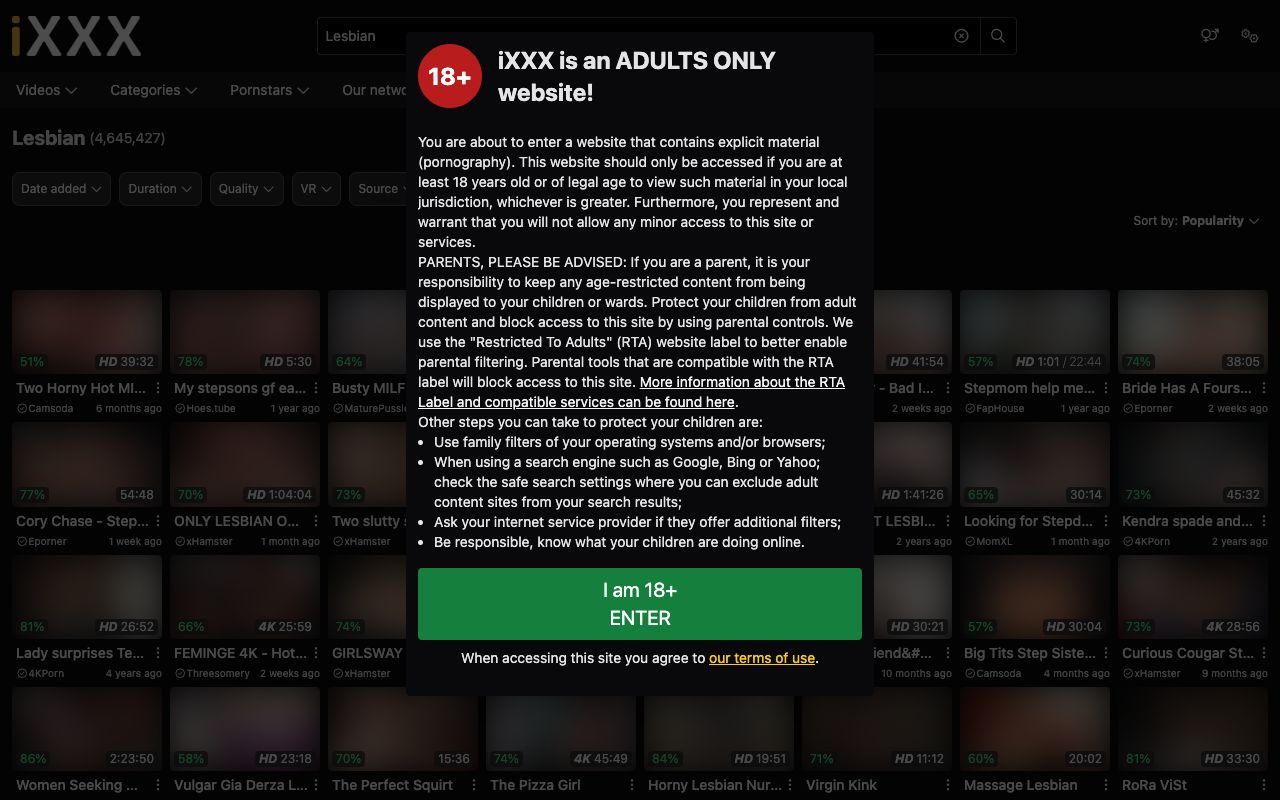 iXXX
Lesbian
Videos
Categories
Pornstars
Our netwo
Lesbian (4,645,427)
Date added
Duration
Quality
VR
Source
Sort by: Popularity
18+
iXXX is an ADULTS ONLY
website!
You are about to enter a website that contains explicit material
(pornography). This website should only be accessed if you are at
least 18 years old or of legal age to view such material in your local
jurisdiction, whichever is greater. Furthermore, you represent and
warrant that you will not allow any minor access to this site or
services.
PARENTS, PLEASE BE ADVISED: If you are a parent, it is your
responsibility to keep any age-restricted content from being
displayed to your children or wards. Protect your children from adult
content and block access to this site by using parental controls. We
use the "Restricted To Adults" (RTA) website label to better enable
parental filtering. Parental tools that are compatible with the RTA
label will block access to this site. More information about the RTA
Label and compatible services can be found here.
Other steps you can take to protect your children are:
• Use family filters of your operating systems and/or browsers;
• When using a search engine such as Google, Bing or Yahoo;
check the safe search settings where you can exclude adult
content sites from your search results;
• Ask your internet service provider if they offer additional filters;
• Be responsible, know what your children are doing online.
I am 18+
ENTER
When accessing this site you agree to our terms of use.
51% HD 39:32
78% HD 5:30
64%
HD 41:54
57% HD 1:01 / 22:44
74% 38:05
Two Horny Hot MI...
My stepsons gf ea...
Busty MILF
- Bad I...
Stepmom help me...
Bride Has A Fours...
Camsoda 6 months ago
Hoes.tube 1 year ago
MaturePussi
2 weeks ago
FapHouse 1 year ago
Eporner 2 weeks ago
77% 54:48
70% HD 1:04:04
73%
HD 1:41:26
65% 30:14
73% 45:32
Cory Chase - Step...
ONLY LESBIAN O...
Two slutty s
T LESBI...
Looking for Stepd...
Kendra spade and...
Eporner 1 week ago
xHamster 1 month ago
xHamster
2 years ago
MomXL 1 month ago
4KPorn 2 years ago
81% HD 26:52
66% 4K 25:59
74%
HD 30:21
57% HD 30:04
73% 4K 28:56
Lady surprises Te...
FEMINGE 4K - Hot...
GIRLSWAY
iend&#...
Big Tits Step Siste...
Curious Cougar St...
4KPorn 4 years ago
Threesomery 2 weeks ago
xHamster
10 months ago
Camsoda 4 months ago
xHamster 9 months ago
86% 2:23:50
58% HD 23:18
70% 15:36
74% 4K 45:49
84% HD 19:51
71% HD 11:12
60% 20:02
81% HD 33:30
Women Seeking ...
Vulgar Gia Derza L...
The Perfect Squirt
The Pizza Girl
Horny Lesbian Nur...
Virgin Kink
Massage Lesbian
RoRa ViSt